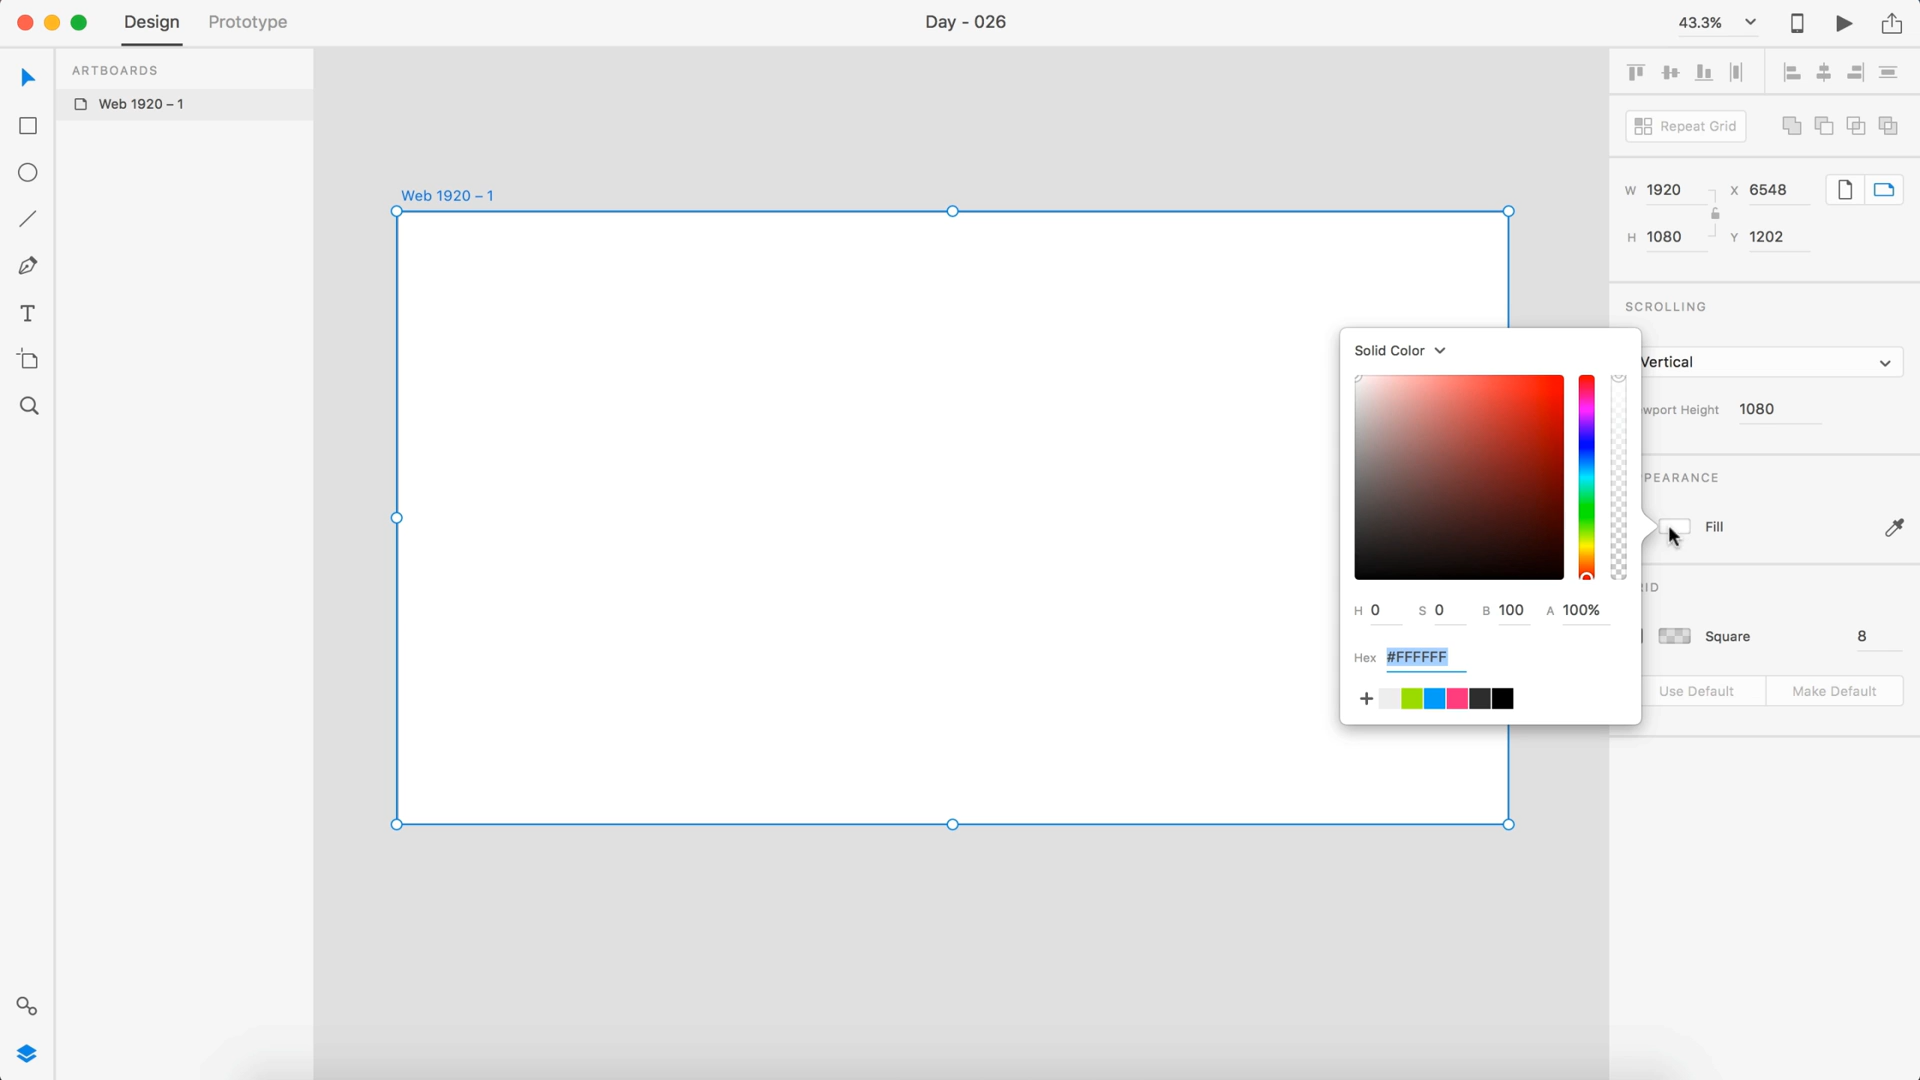 Design
Prototype
Day - 026
43.3%
ARTBOARDS
Web 1920 – 1
Web 1920 – 1
Repeat Grid
W 1920
X 6548
H 1080
Y 1202
SCROLLING
Vertical
wport Height 1080
PEARANCE
Fill
ID
Square 8
Use Default
Make Default
Solid Color
H 0 S 0 B 100 A 100%
Hex #FFFFFF